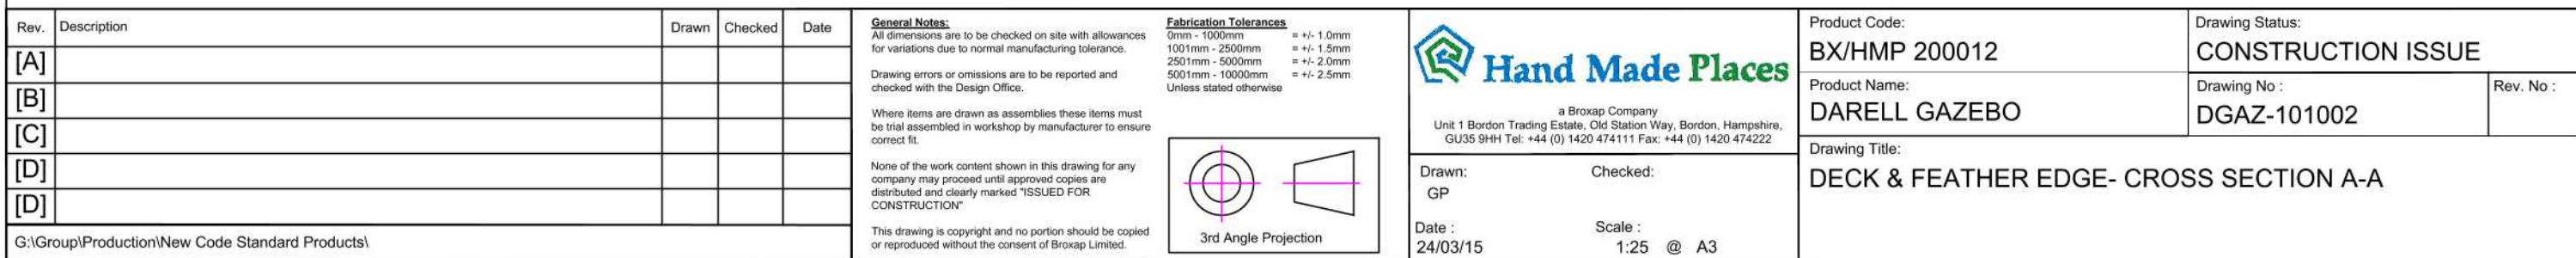 Rev. Description Drawn Checked Date
[A]
[B]
[C]
[D]
[D]
G:\Group\Production\New Code Standard Products\
General Notes:
All dimensions are to be checked on site with allowances
for variations due to normal manufacturing tolerance.
Drawing errors or omissions are to be reported and
checked with the Design Office.
Where items are drawn as assemblies these items must
be trial assembled in workshop by manufacturer to ensure
correct fit.
None of the work content shown in this drawing for any
company may proceed until approved copies are
distributed and clearly marked "ISSUED FOR
CONSTRUCTION"
This drawing is copyright and no portion should be copied
or reproduced without the consent of Broxap Limited.
Fabrication Tolerances
0mm - 1000mm = +/- 1.0mm
1001mm - 2500mm = +/- 1.5mm
2501mm - 5000mm = +/- 2.0mm
5001mm - 10000mm = +/- 2.5mm
Unless stated otherwise
3rd Angle Projection
Hand Made Places
a Broxap Company
Unit 1 Bordon Trading Estate, Old Station Way, Bordon, Hampshire,
GU35 9HH Tel: +44 (0) 1420 474111 Fax: +44 (0) 1420 474222
Drawn: Checked:
GP
Date : Scale :
24/03/15 1:25 @ A3
Product Code:
BX/HMP 200012
Product Name:
DARELL GAZEBO
Drawing Status:
CONSTRUCTION ISSUE
Drawing No : Rev. No :
DGAZ-101002
Drawing Title:
DECK & FEATHER EDGE- CROSS SECTION A-A